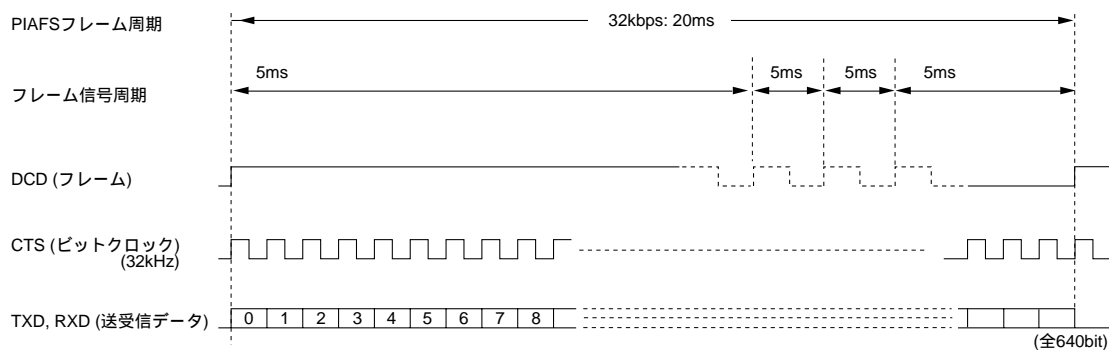 PIAFSフレーム周期
32kbps: 20ms
フレーム信号周期
5ms
5ms
5ms
5ms
DCD (フレーム)
CTS (ビットクロック)
(32kHz)
TXD, RXD (送受信データ)
0 1 2 3 4 5 6 7 8
(全640bit)